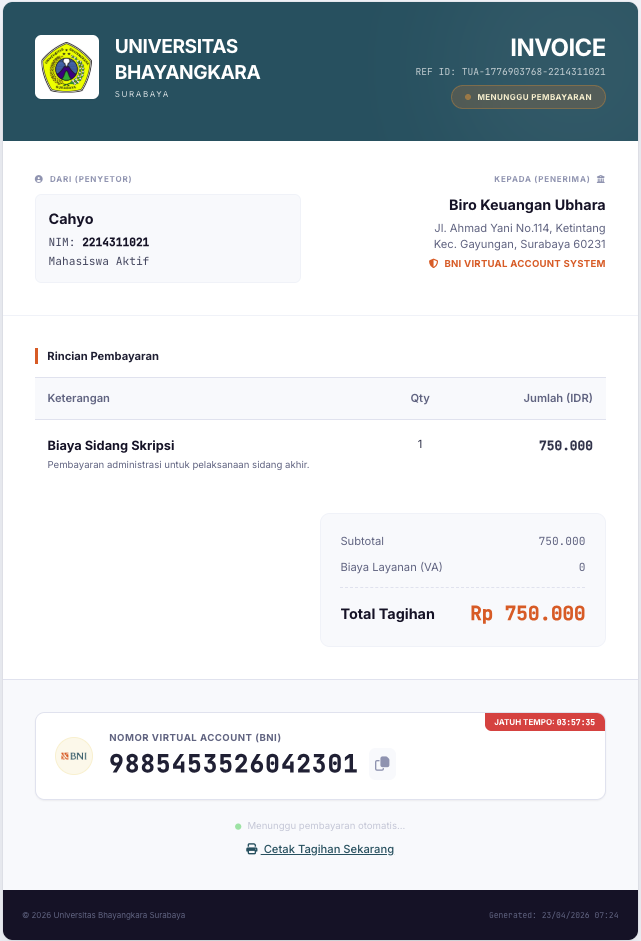 UNIVERSITAS
BHAYANGKARA
SURABAYA
INVOICE
REF ID: TUA-1776903768-2214311021
MENUNGGU PEMBAYARAN
DARI (PENYETOR)
Cahyo
NIM: 2214311021
Mahasiswa Aktif
KEPADA (PENERIMA)
Biro Keuangan Ubhara
Jl. Ahmad Yani No.114, Ketintang
Kec. Gayungan, Surabaya 60231
BNI VIRTUAL ACCOUNT SYSTEM
Rincian Pembayaran
Keterangan Qty Jumlah (IDR)
Biaya Sidang Skripsi 1 750.000
Pembayaran administrasi untuk pelaksanaan sidang akhir.
Subtotal 750.000
Biaya Layanan (VA) 0
Total Tagihan Rp 750.000
JATUH TEMPO: 03:57:35
BNI
NOMOR VIRTUAL ACCOUNT (BNI)
9885453526042301
Menunggu pembayaran otomatis...
Cetak Tagihan Sekarang
© 2026 Universitas Bhayangkara Surabaya
Generated: 23/04/2026 07:24